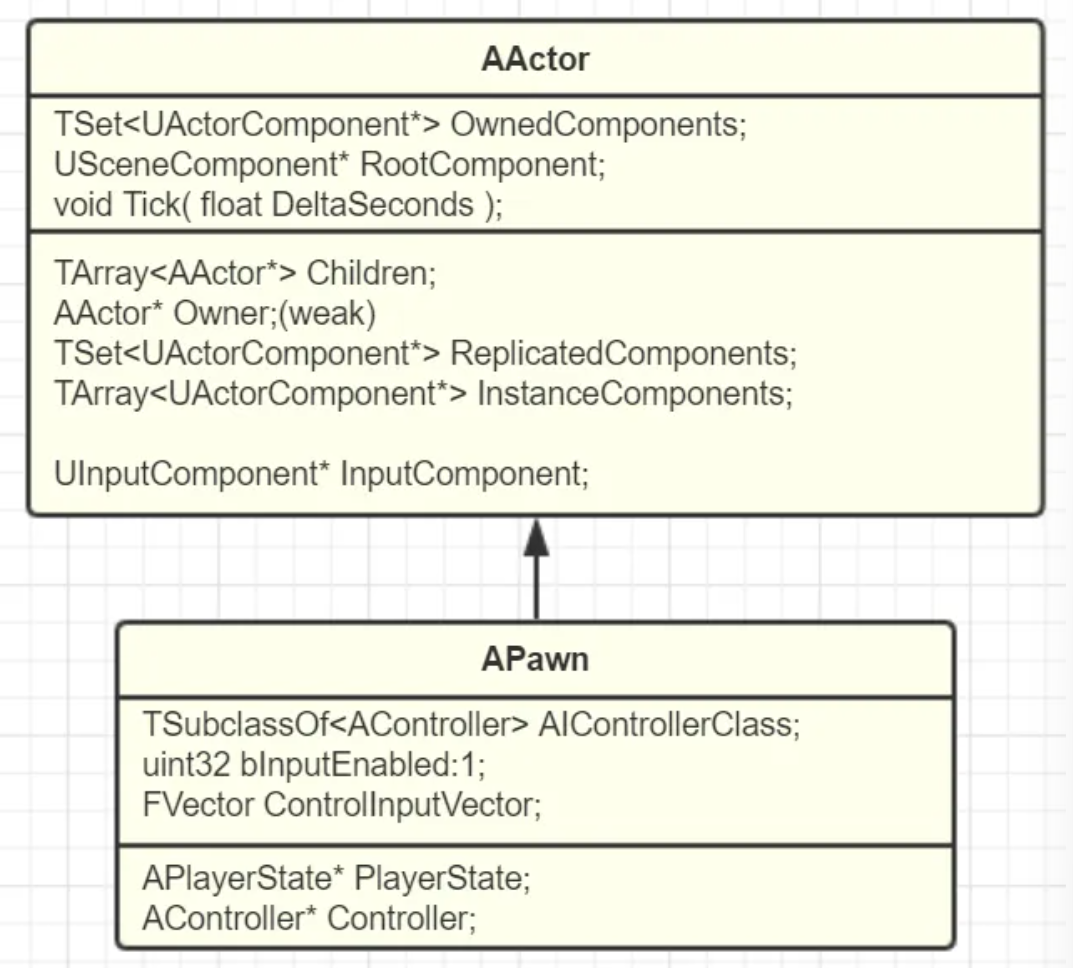 AActor
TSet<UActorComponent*> OwnedComponents;
USceneComponent* RootComponent;
void Tick( float DeltaSeconds );
TArray<AActor*> Children;
AActor* Owner;(weak)
TSet<UActorComponent*> ReplicatedComponents;
TArray<UActorComponent*> InstanceComponents;
UInputComponent* InputComponent;
APawn
TSubclassOf<AController> AIControllerClass;
uint32 bInputEnabled:1;
FVector ControlInputVector;
APlayerState* PlayerState;
AController* Controller;